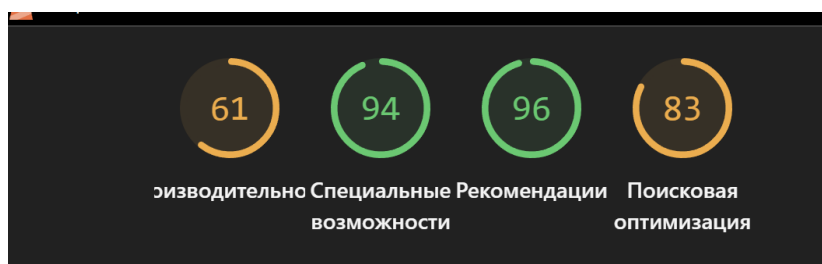 61 94 96 83
оизводительно Специальные Рекомендации Поисковая
возможности оптимизация